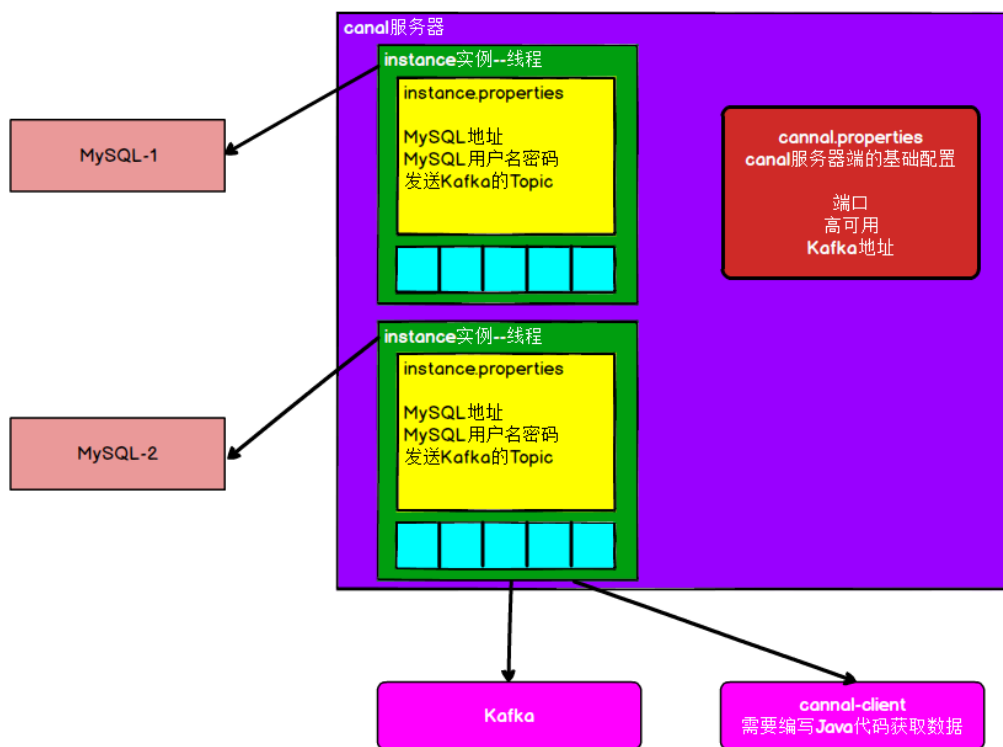 canal服务器
instance实例--线程
instance.properties
MySQL地址
MySQL用户名密码
发送Kafka的Topic
MySQL-1
cannal.properties
canal服务器端的基础配置
端口
高可用
Kafka地址
instance实例--线程
instance.properties
MySQL地址
MySQL用户名密码
发送Kafka的Topic
MySQL-2
Kafka
cannal-client
需要编写Java代码获取数据